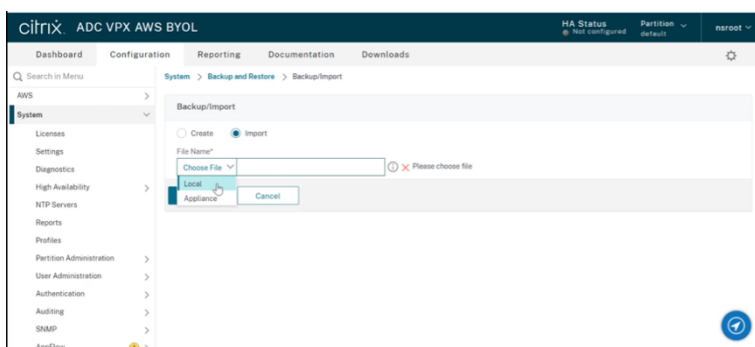 citrix. ADC VPX AWS BYOL
HA Status
Not configured
Partition
default
nsroot
Dashboard Configuration Reporting Documentation Downloads
Search in Menu
System > Backup and Restore > Backup/Import
AWS
System
Licenses
Settings
Diagnostics
High Availability
NTP Servers
Reports
Profiles
Partition Administration
User Administration
Authentication
Auditing
SNMP
AppFlow
Backup/Import
Create Import
File Name*
Choose File Please choose file
Local
Appliance
Cancel